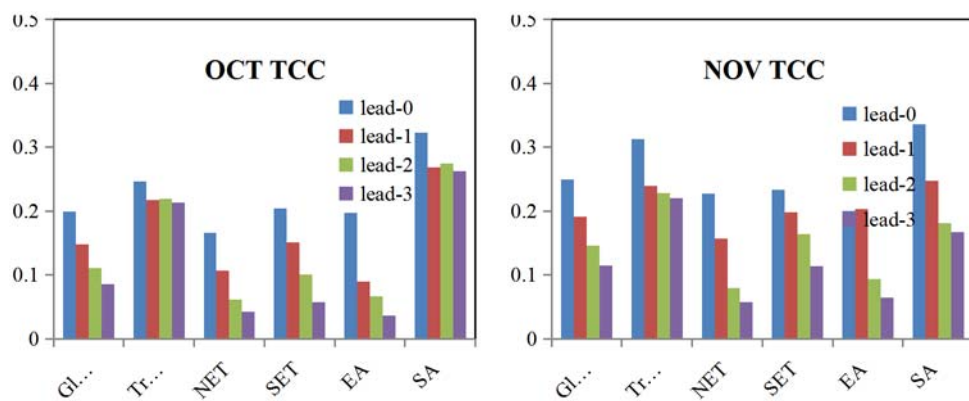 0.5
0.4
0.3
0.2
0.1
0
OCT TCC
lead-0
lead-1
lead-2
lead-3
Gl…
Tr…
NET
SET
EA
SA
0.5
0.4
0.3
0.2
0.1
0
NOV TCC
lead-0
lead-1
lead-2
lead-3
Gl…
Tr…
NET
SET
EA
SA